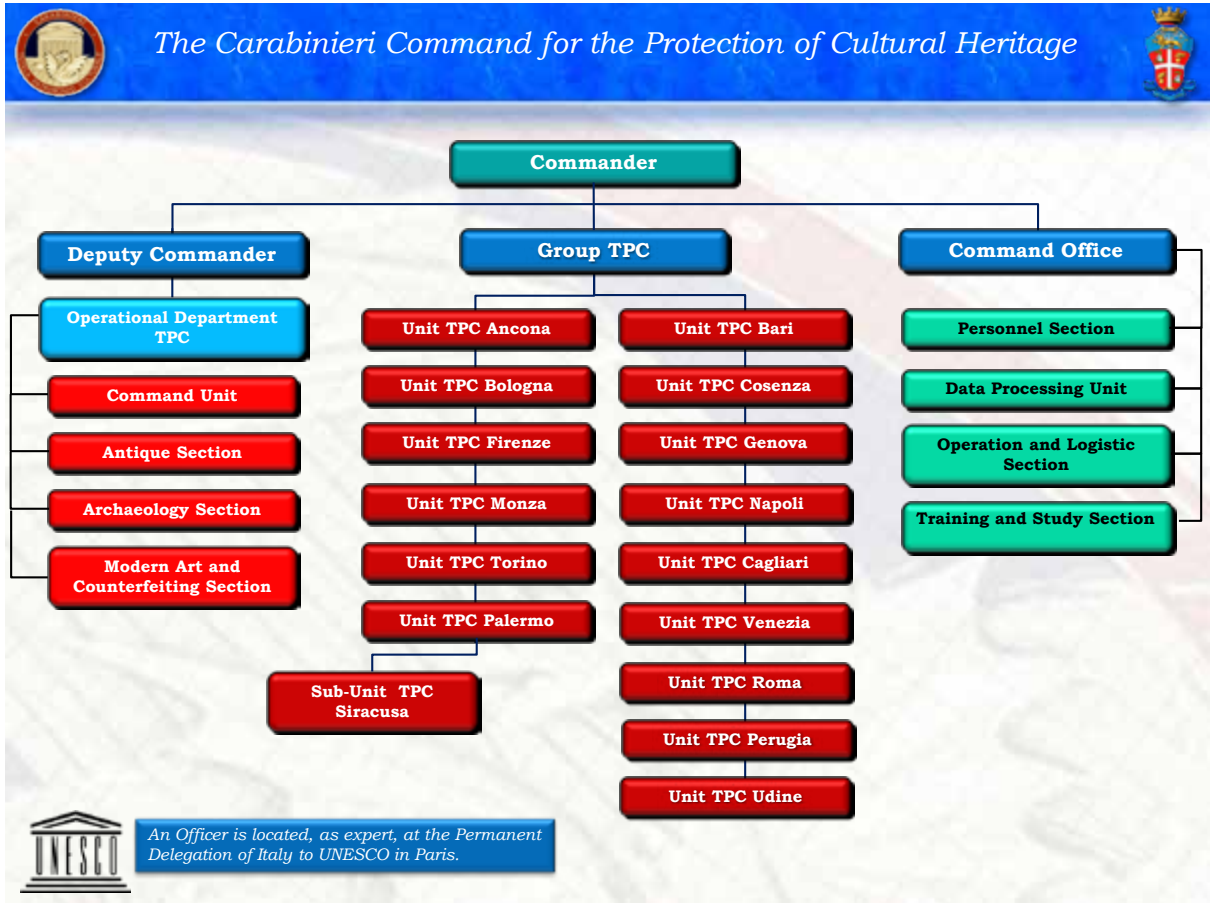 The Carabinieri Command for the Protection of Cultural Heritage
Commander
Deputy Commander
Group TPC
Command Office
Operational Department
TPC
Command Unit
Antique Section
Archaeology Section
Modern Art and
Counterfeiting Section
Unit TPC Ancona
Unit TPC Bologna
Unit TPC Firenze
Unit TPC Monza
Unit TPC Torino
Unit TPC Palermo
Sub-Unit TPC
Siracusa
Unit TPC Bari
Unit TPC Cosenza
Unit TPC Genova
Unit TPC Napoli
Unit TPC Cagliari
Unit TPC Venezia
Unit TPC Roma
Unit TPC Perugia
Unit TPC Udine
Personnel Section
Data Processing Unit
Operation and Logistic
Section
Training and Study Section
UNESCO
An Officer is located, as expert, at the Permanent
Delegation of Italy to UNESCO in Paris.